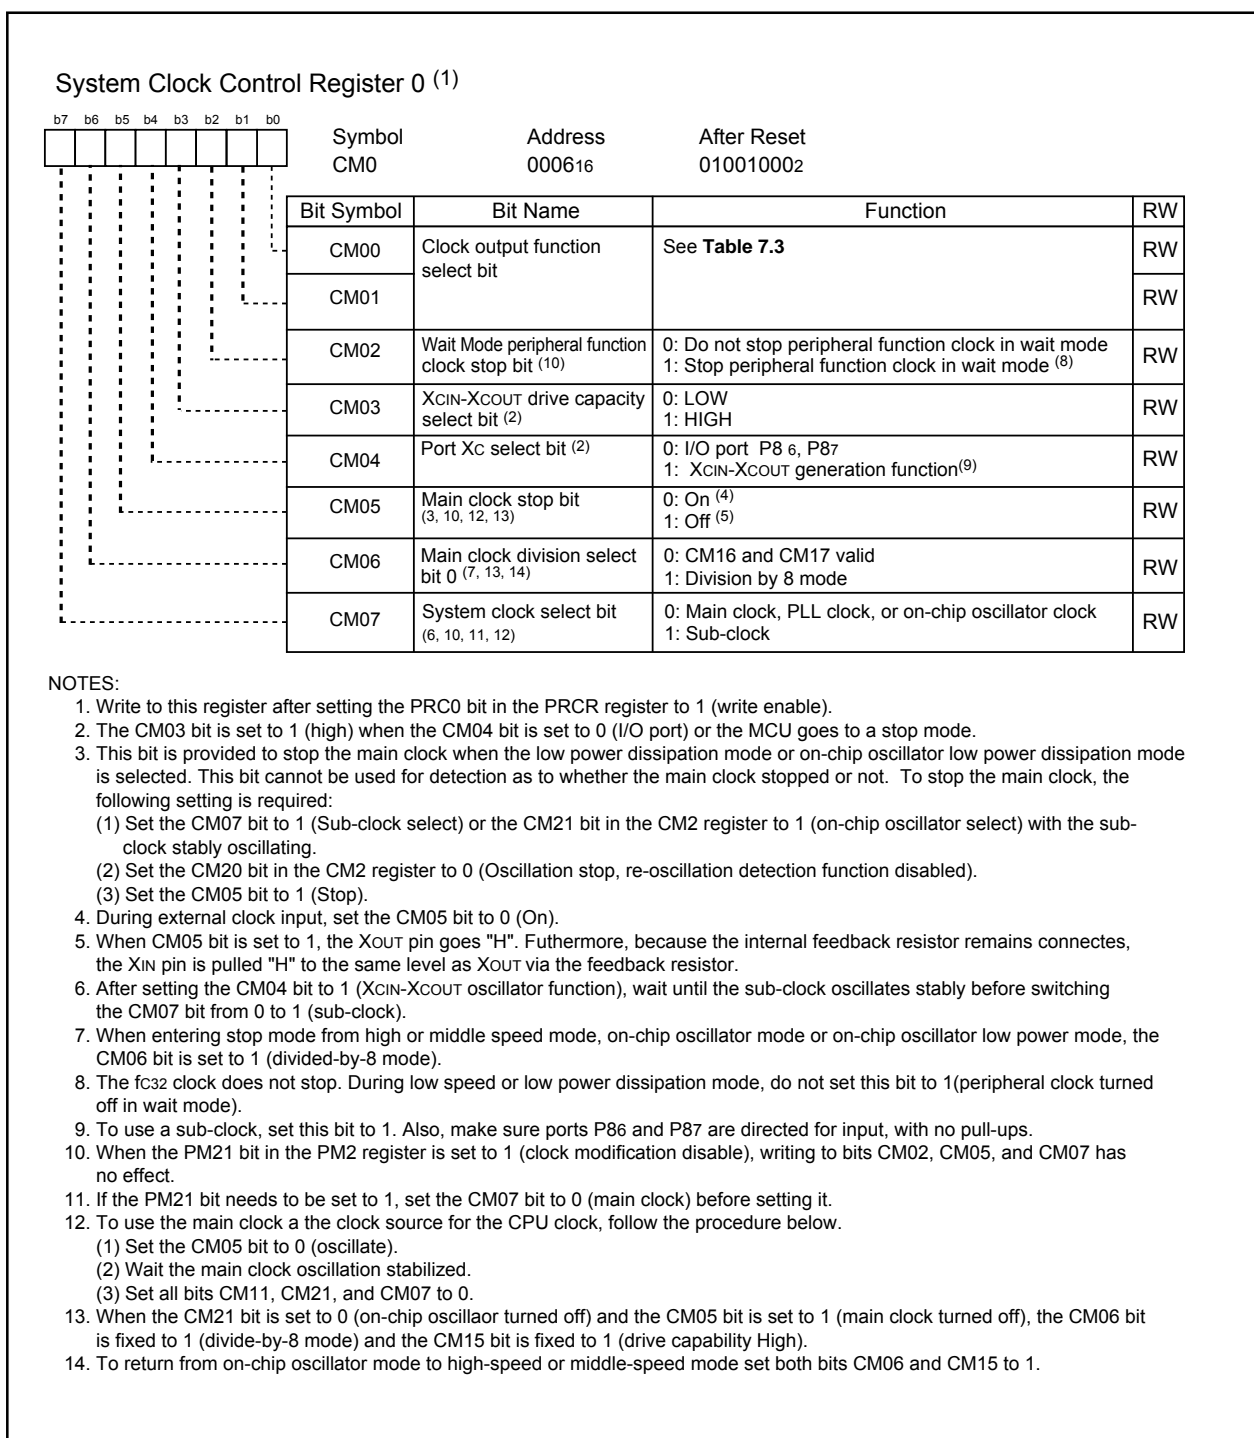 System Clock Control Register 0 (1)
b7 b6 b5 b4 b3 b2 b1 b0
Symbol Address After Reset
CM0 000616 010010002
Bit Symbol Bit Name Function RW
CM00 Clock output function select bit See Table 7.3 RW
CM01 RW
CM02 Wait Mode peripheral function clock stop bit (10) 0: Do not stop peripheral function clock in wait mode RW
1: Stop peripheral function clock in wait mode (8)
CM03 XCIN-XCOUT drive capacity select bit (2) 0: LOW RW
1: HIGH
CM04 Port XC select bit (2) 0: I/O port P8 6, P87 RW
1: XCIN-XCOUT generation function(9)
CM05 Main clock stop bit (3, 10, 12, 13) 0: On (4) RW
1: Off (5)
CM06 Main clock division select bit 0 (7, 13, 14) 0: CM16 and CM17 valid RW
1: Division by 8 mode
CM07 System clock select bit (6, 10, 11, 12) 0: Main clock, PLL clock, or on-chip oscillator clock RW
1: Sub-clock
NOTES:
1. Write to this register after setting the PRC0 bit in the PRCR register to 1 (write enable).
2. The CM03 bit is set to 1 (high) when the CM04 bit is set to 0 (I/O port) or the MCU goes to a stop mode.
3. This bit is provided to stop the main clock when the low power dissipation mode or on-chip oscillator low power dissipation mode
is selected. This bit cannot be used for detection as to whether the main clock stopped or not. To stop the main clock, the
following setting is required:
(1) Set the CM07 bit to 1 (Sub-clock select) or the CM21 bit in the CM2 register to 1 (on-chip oscillator select) with the sub-
clock stably oscillating.
(2) Set the CM20 bit in the CM2 register to 0 (Oscillation stop, re-oscillation detection function disabled).
(3) Set the CM05 bit to 1 (Stop).
4. During external clock input, set the CM05 bit to 0 (On).
5. When CM05 bit is set to 1, the XOUT pin goes "H". Futhermore, because the internal feedback resistor remains connectes,
the XIN pin is pulled "H" to the same level as XOUT via the feedback resistor.
6. After setting the CM04 bit to 1 (XCIN-XCOUT oscillator function), wait until the sub-clock oscillates stably before switching
the CM07 bit from 0 to 1 (sub-clock).
7. When entering stop mode from high or middle speed mode, on-chip oscillator mode or on-chip oscillator low power mode, the
CM06 bit is set to 1 (divided-by-8 mode).
8. The fC32 clock does not stop. During low speed or low power dissipation mode, do not set this bit to 1(peripheral clock turned
off in wait mode).
9. To use a sub-clock, set this bit to 1. Also, make sure ports P86 and P87 are directed for input, with no pull-ups.
10. When the PM21 bit in the PM2 register is set to 1 (clock modification disable), writing to bits CM02, CM05, and CM07 has
no effect.
11. If the PM21 bit needs to be set to 1, set the CM07 bit to 0 (main clock) before setting it.
12. To use the main clock a the clock source for the CPU clock, follow the procedure below.
(1) Set the CM05 bit to 0 (oscillate).
(2) Wait the main clock oscillation stabilized.
(3) Set all bits CM11, CM21, and CM07 to 0.
13. When the CM21 bit is set to 0 (on-chip oscillaor turned off) and the CM05 bit is set to 1 (main clock turned off), the CM06 bit
is fixed to 1 (divide-by-8 mode) and the CM15 bit is fixed to 1 (drive capability High).
14. To return from on-chip oscillator mode to high-speed or middle-speed mode set both bits CM06 and CM15 to 1.